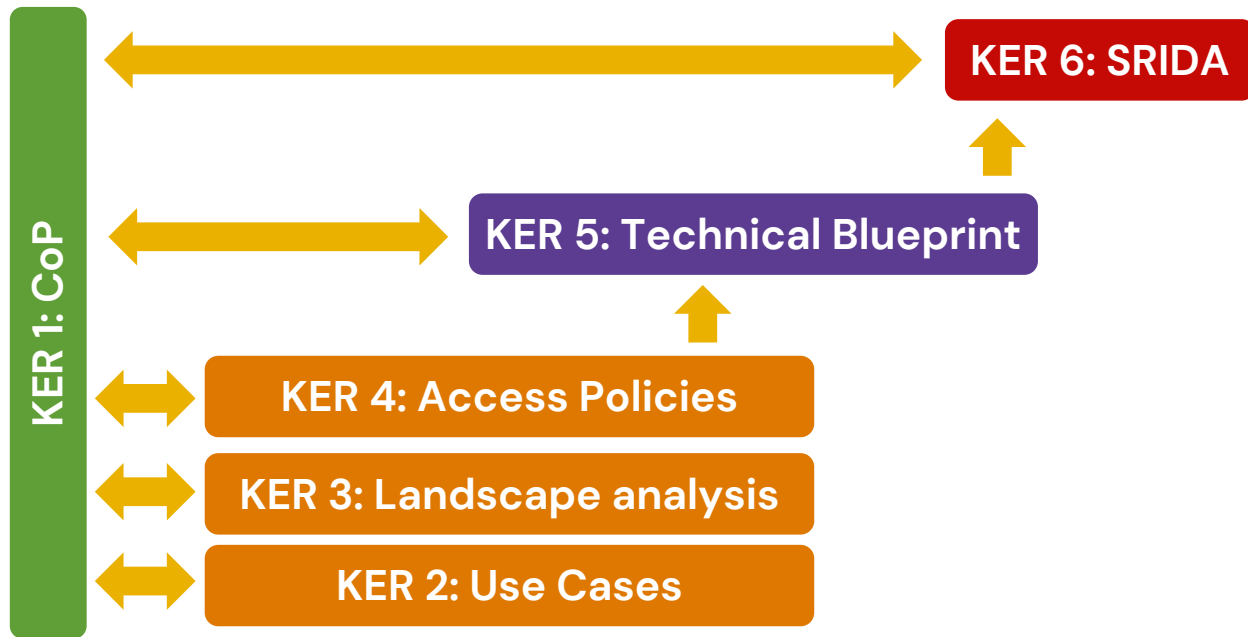 KER 1: CoP
KER 6: SRIDA
KER 5: Technical Blueprint
KER 4: Access Policies
KER 3: Landscape analysis
KER 2: Use Cases